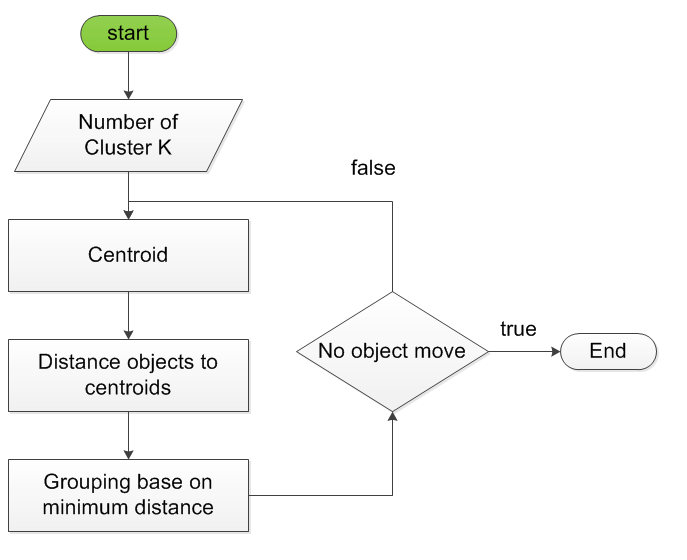 start
Number of
Cluster K
false
Centroid
Distance objects to
centroids
No object move
true
End
Grouping base on
minimum distance